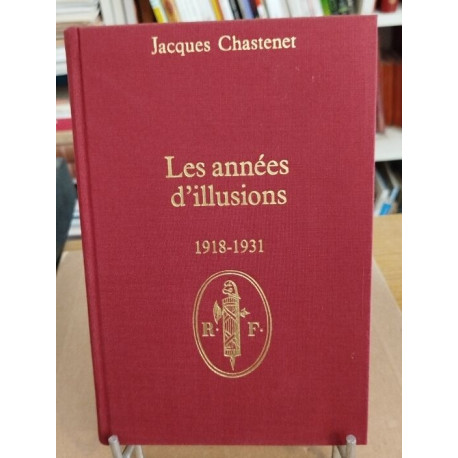 Jacques Chastenet
Les années
d'illusions
1918-1931
R. F.